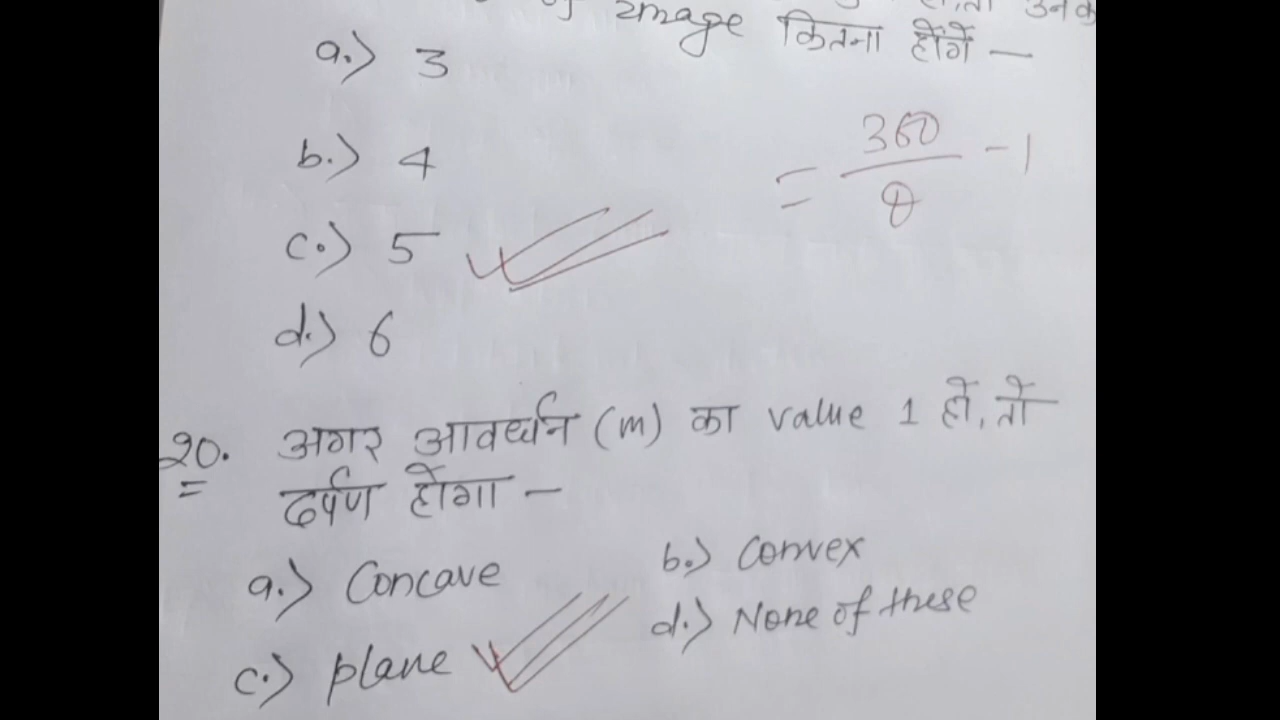 of Image कितना होंगें –
a.) 3
= 360/θ - 1
b.) 4
c.) 5
d.) 6
20. अगर आवर्धन (m) का value 1 हो, तो
दर्पण होगा –
a.) Concave b.) Convex
c.) plane d.) None of these